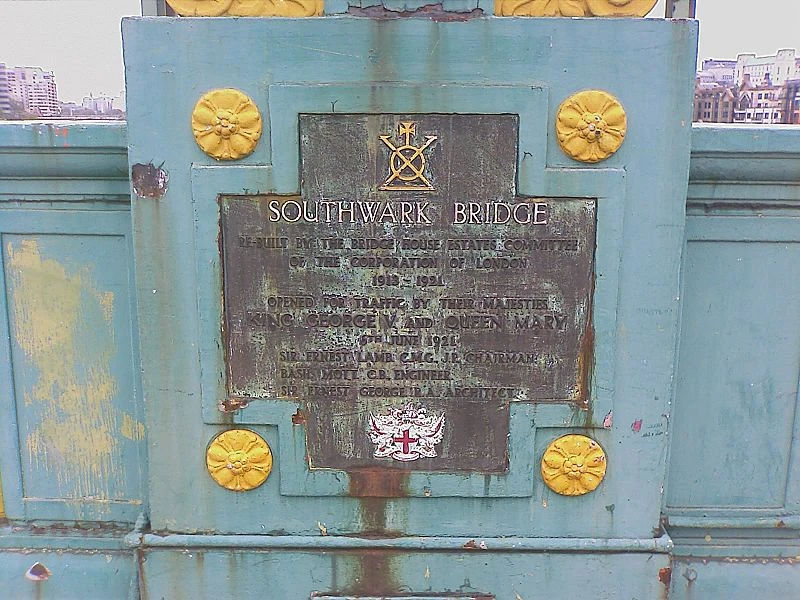 SOUTHWARK BRIDGE
RE-BUILT BY THE BRIDGE HOUSE ESTATES COMMITTEE
OF THE CORPORATION OF LONDON
1913 - 1921
OPENED FOR TRAFFIC BY THEIR MAJESTIES
KING GEORGE V. AND QUEEN MARY
6TH JUNE 1921
SIR ERNEST LAMB C.M.G., J.P. CHAIRMAN.
BASIL MOTT, C.B. ENGINEER
SIR ERNEST GEORGE R.A. ARCHITECT